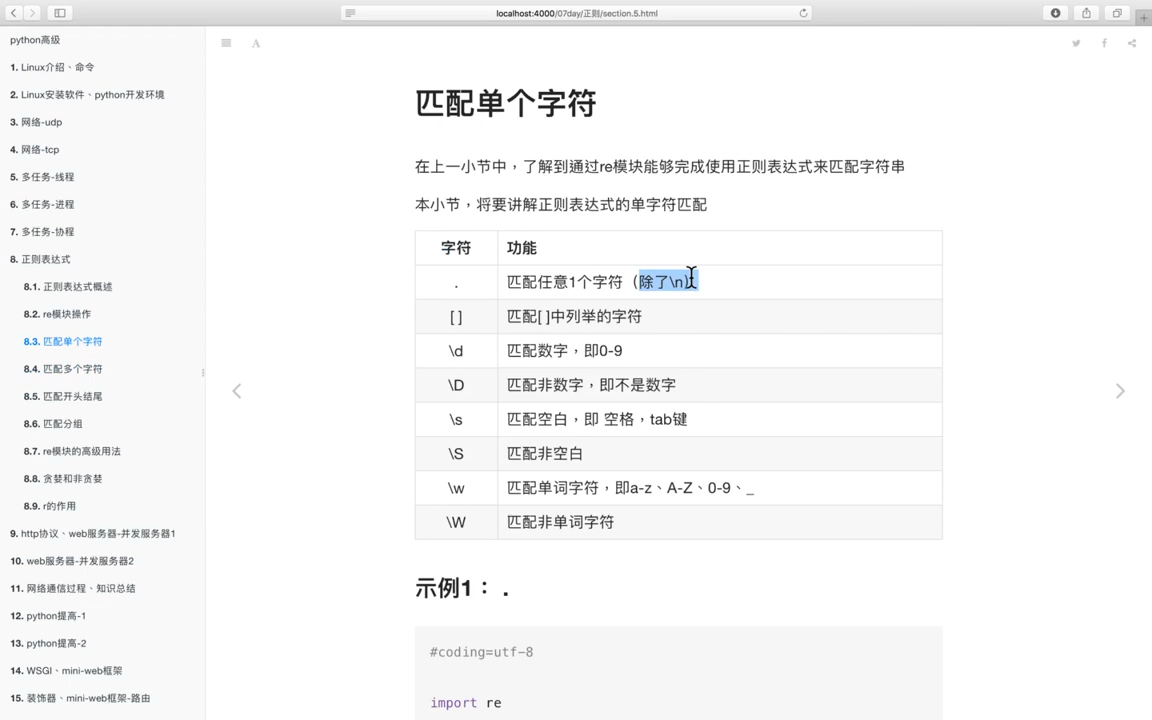 localhost:4000/07day/正则/section.5.html
python高级
1. Linux介绍、命令
2. Linux安装软件、python开发环境
3. 网络-udp
4. 网络-tcp
5. 多任务-线程
6. 多任务-进程
7. 多任务-协程
8. 正则表达式
8.1. 正则表达式概述
8.2. re模块操作
8.3. 匹配单个字符
8.4. 匹配多个字符
8.5. 匹配开头结尾
8.6. 匹配分组
8.7. re模块的高级用法
8.8. 贪婪和非贪婪
8.9. r的作用
9. http协议、web服务器-并发服务器1
10. web服务器-并发服务器2
11. 网络通信过程、知识总结
12. python提高-1
13. python提高-2
14. WSGI、mini-web框架
15. 装饰器、mini-web框架-路由
A
匹配单个字符
在上一小节中，了解到通过re模块能够完成使用正则表达式来匹配字符串
本小节，将要讲解正则表达式的单字符匹配
字符 功能
. 匹配任意1个字符（除了\n）
[ ] 匹配[ ]中列举的字符
\d 匹配数字，即0-9
\D 匹配非数字，即不是数字
\s 匹配空白，即 空格，tab键
\S 匹配非空白
\w 匹配单词字符，即a-z、A-Z、0-9、_
\W 匹配非单词字符
示例1： .
#coding=utf-8
import re